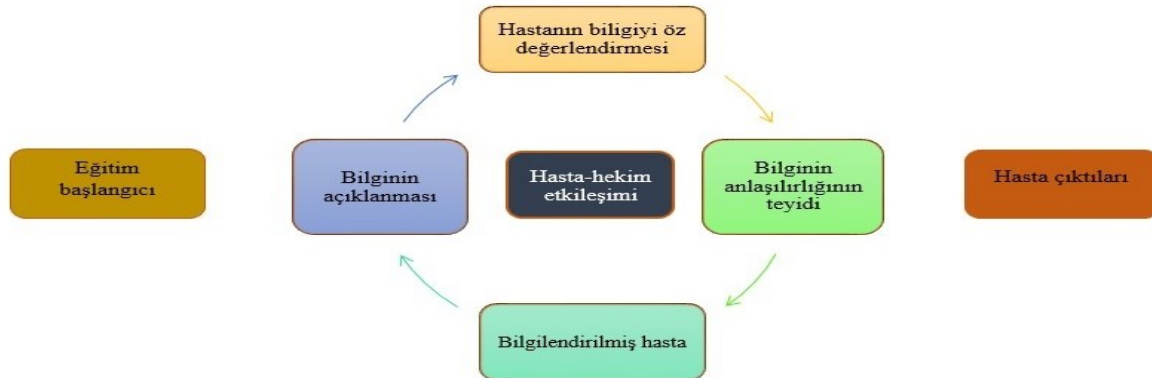 Hastanın biligiyi öz
değerlendirmesi
Eğitim
başlangıcı
Bilginin
açıklanması
Hasta-hekim
etkileşimi
Bilginin
anlaşılırlığının
teyidi
Hasta çıktıları
Bilgilendirilmiş hasta